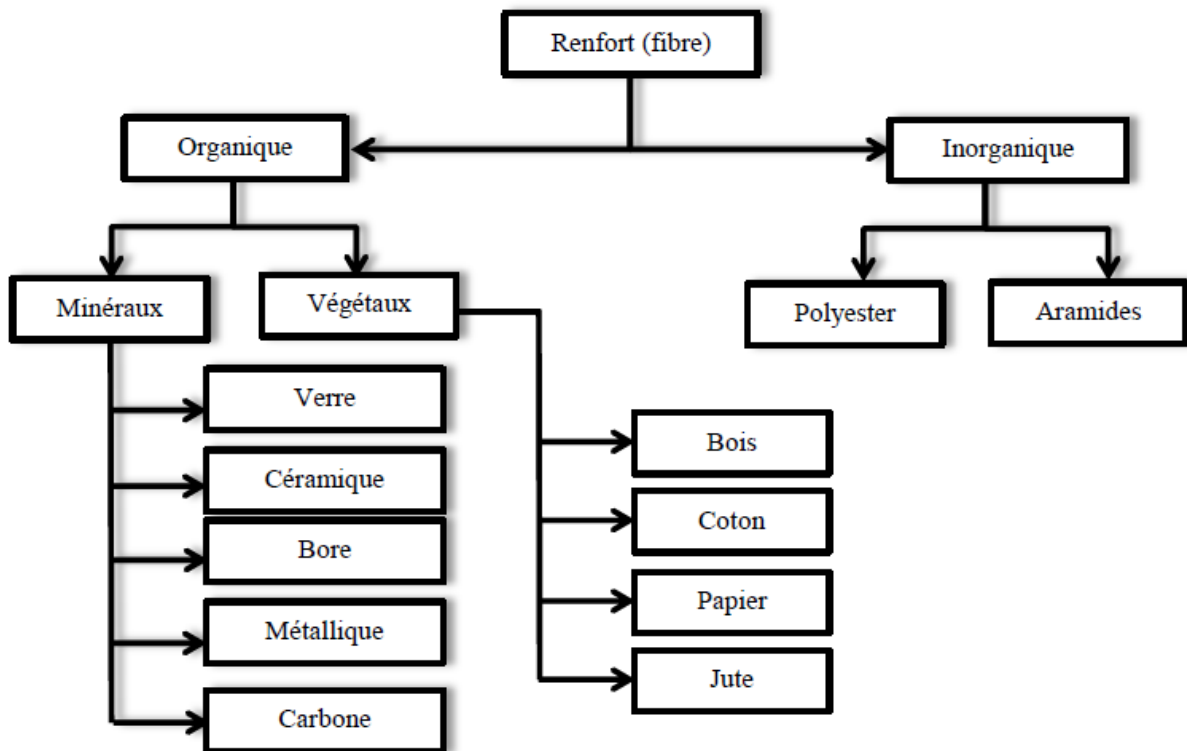 Renfort (fibre)
Organique
Inorganique
Minéraux
Végétaux
Polyester
Aramides
Verre
Céramique
Bore
Métallique
Carbone
Bois
Coton
Papier
Jute